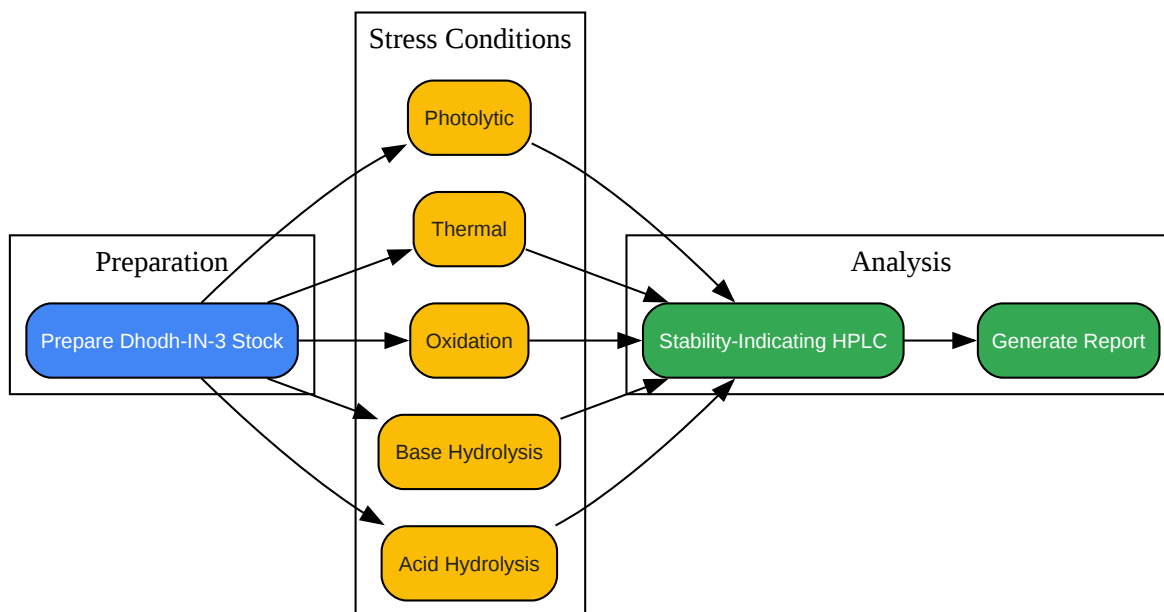 Stress Conditions
Photolytic
Thermal
Preparation
Analysis
Prepare Dhodh-IN-3 Stock
Oxidation
Stability-Indicating HPLC
Generate Report
Base Hydrolysis
Acid Hydrolysis